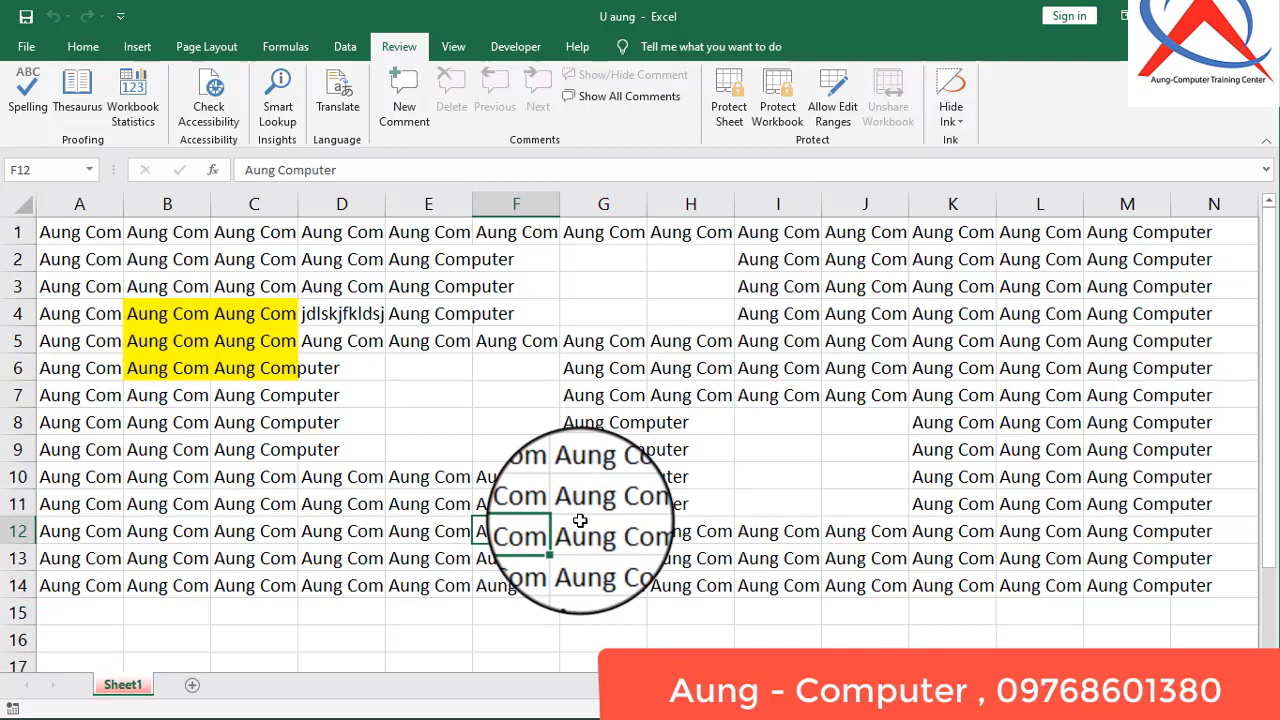 U aung - Excel
Sign in
File Home Insert Page Layout Formulas Data Review View Developer Help Tell me what you want to do
Aung-Computer Training Center
ABC
Spelling Thesaurus Workbook Statistics Check Accessibility Smart Lookup Translate New Comment Delete Previous Next Show/Hide Comment Show All Comments Protect Sheet Protect Workbook Allow Edit Ranges Unshare Workbook Hide Ink
Proofing Accessibility Insights Language Comments Protect Ink
F12 fx Aung Computer
A B C D E F G H I J K L M N
1 Aung Com Aung Com Aung Com Aung Com Aung Com Aung Com Aung Com Aung Com Aung Com Aung Com Aung Com Aung Com Aung Computer
2 Aung Com Aung Com Aung Com Aung Com Aung Computer Aung Com Aung Com Aung Com Aung Com Aung Computer
3 Aung Com Aung Com Aung Com Aung Com Aung Computer Aung Com Aung Com Aung Com Aung Com Aung Computer
4 Aung Com Aung Com Aung Com jdlskjfkldsj Aung Computer Aung Com Aung Com Aung Com Aung Com Aung Computer
5 Aung Com Aung Com Aung Com Aung Com Aung Com Aung Com Aung Com Aung Com Aung Com Aung Com Aung Com Aung Com Aung Computer
6 Aung Com Aung Com Aung Computer Aung Com Aung Com Aung Com Aung Com Aung Com Aung Com Aung Computer
7 Aung Com Aung Com Aung Computer Aung Com Aung Com Aung Com Aung Com Aung Com Aung Com Aung Computer
8 Aung Com Aung Com Aung Computer Aung Computer Aung Com Aung Com Aung Computer
9 Aung Com Aung Com Aung Computer Aung Com Aung Com Aung Computer
10 Aung Com Aung Com Aung Com Aung Com Aung Com Com Aung Com Aung Com Aung Com Aung Computer
11 Aung Com Aung Com Aung Com Aung Com Aung Com Com Aung Com Aung Com Aung Com Aung Computer
12 Aung Com Aung Com Aung Com Aung Com Aung Com Com Aung Com Aung Com Aung Com Aung Com Aung Com Aung Com Aung Computer
13 Aung Com Aung Com Aung Com Aung Com Aung Com Aung Com Aung Com Aung Com Aung Com Aung Com Aung Computer
14 Aung Com Aung Com Aung Com Aung Com Aung Com Aung Aung Com Aung Com Aung Com Aung Com Aung Com Aung Computer
15
16
17
Sheet1
Aung - Computer , 09768601380